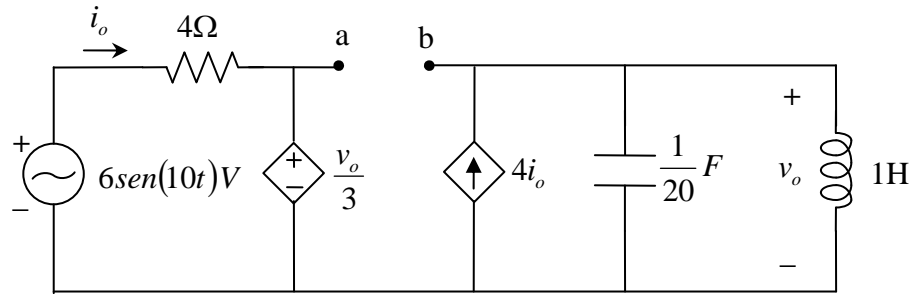 i_o
4Ω
a
b
+
−
6sen(10t)V
+
−
v_o/3
4i_o
1/20 F
+
v_o
−
1H